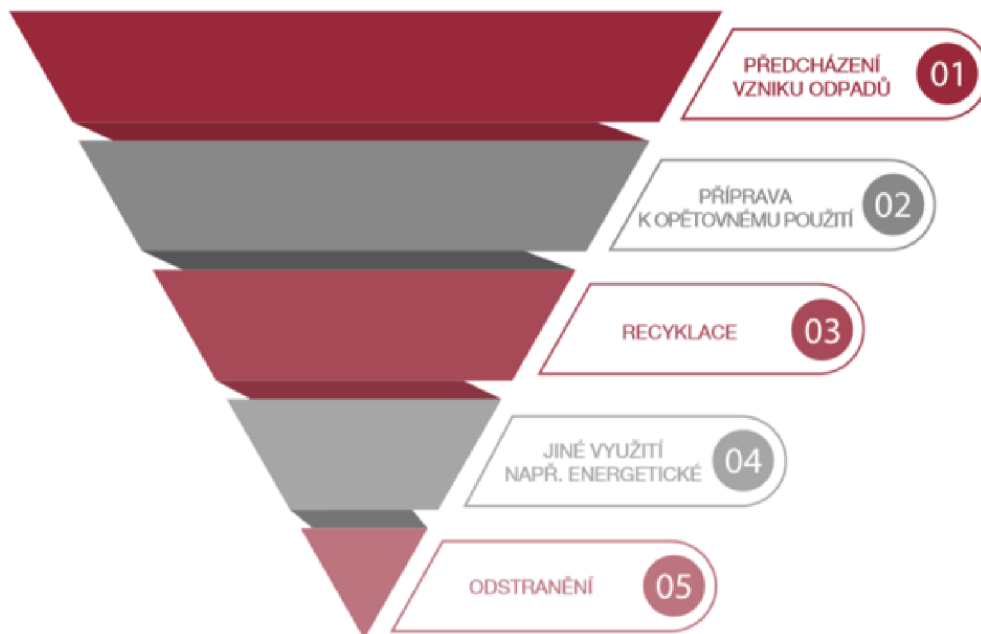 PŘEDCHÁZENÍ
VZNIKU ODPADŮ
01
PŘÍPRAVA
K OPĚTOVNÉMU POUŽITÍ
02
RECYKLACE
03
JINÉ VYUŽITÍ
NAPŘ. ENERGETICKÉ
04
ODSTRANĚNÍ
05